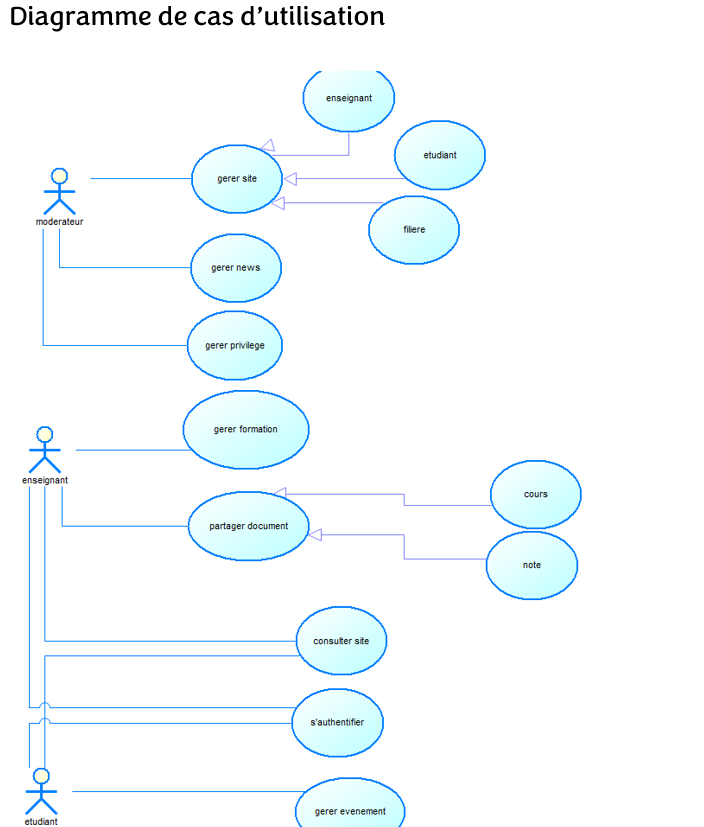 Diagramme de cas d'utilisation
enseignant
etudiant
gerer site
moderateur
filiere
gerer news
gerer privilege
gerer formation
enseignant
cours
partager document
note
consulter site
s'authentifier
gerer evenement
etudiant